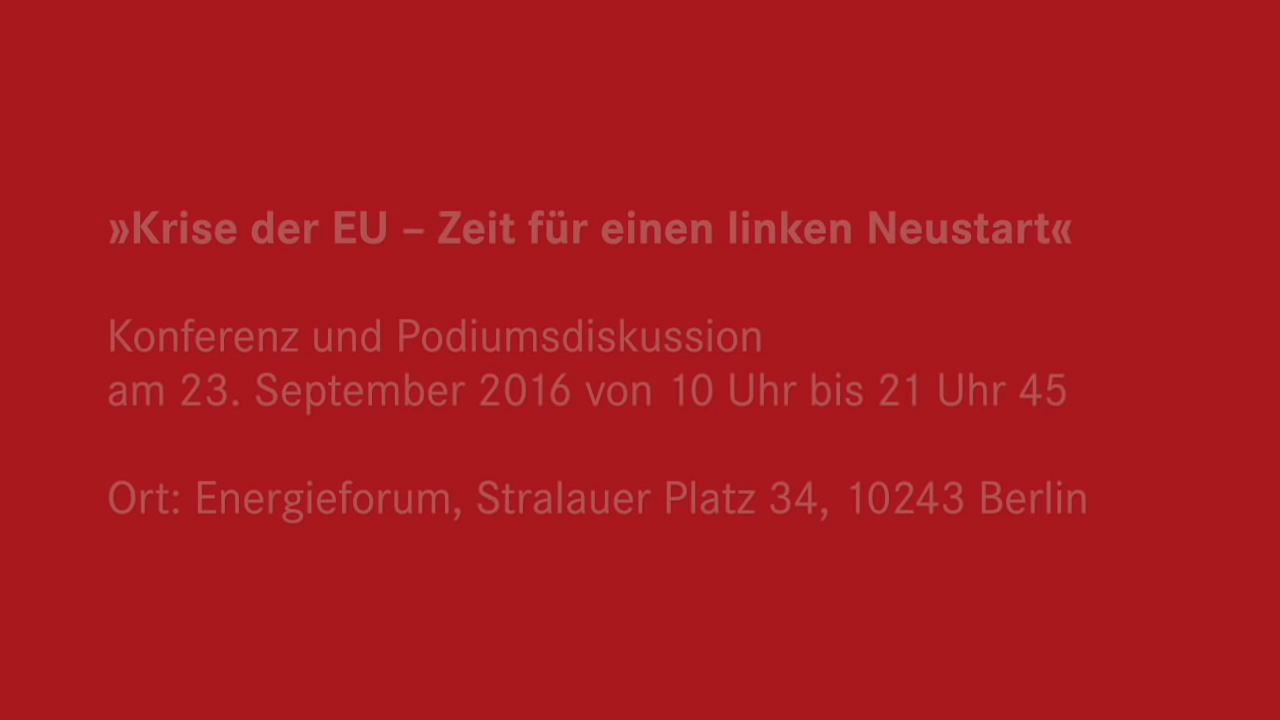 »Krise der EU – Zeit für einen linken Neustart«
Konferenz und Podiumsdiskussion
am 23. September 2016 von 10 Uhr bis 21 Uhr 45
Ort: Energieforum, Stralauer Platz 34, 10243 Berlin